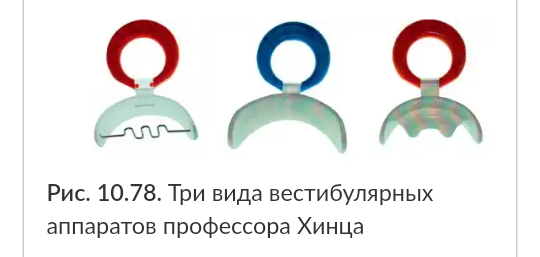 Рис. 10.78. Три вида вестибулярных
аппаратов профессора Хинца